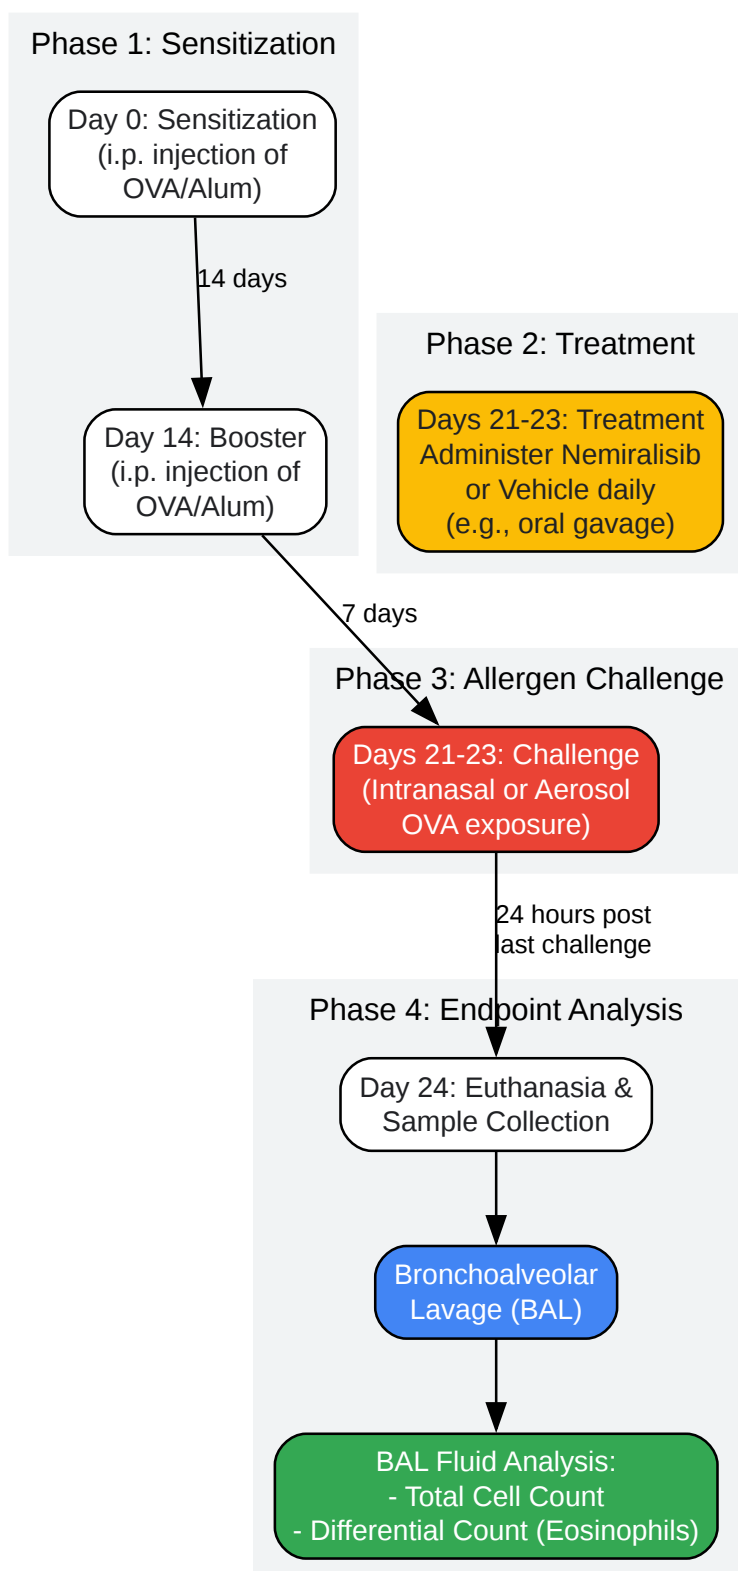 Phase 1: Sensitization
Day 0: Sensitization
(i.p. injection of
OVA/Alum)
14 days
Day 14: Booster
(i.p. injection of
OVA/Alum)
Phase 2: Treatment
Days 21-23: Treatment
Administer Nemiralisib
or Vehicle daily
(e.g., oral gavage)
7 days
Phase 3: Allergen Challenge
Days 21-23: Challenge
(Intranasal or Aerosol
OVA exposure)
24 hours post
last challenge
Phase 4: Endpoint Analysis
Day 24: Euthanasia &
Sample Collection
Bronchoalveolar
Lavage (BAL)
BAL Fluid Analysis:
- Total Cell Count
- Differential Count (Eosinophils)